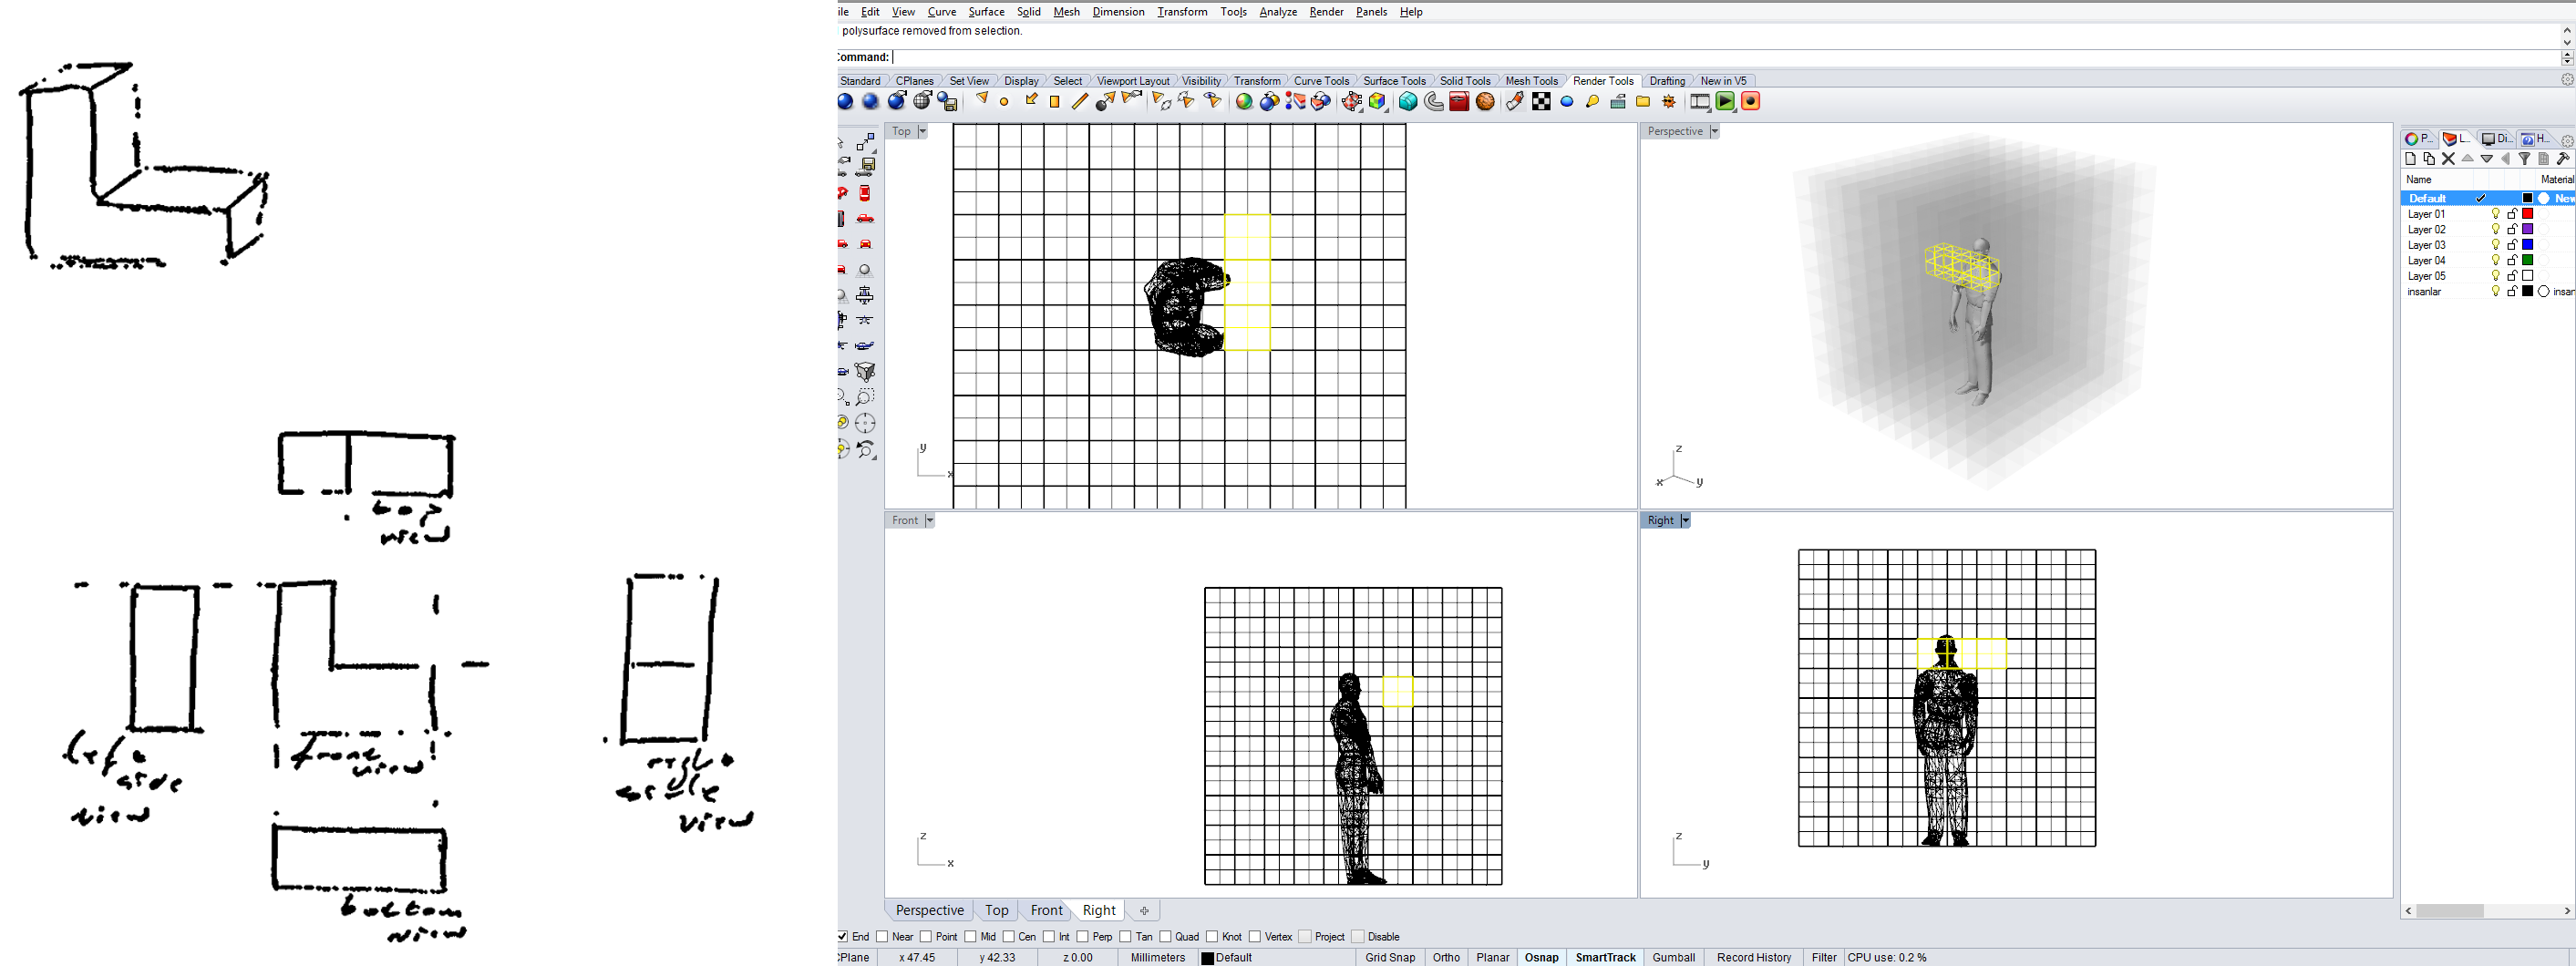 top
view
left
side
view
front
view
right
side
view
bottom
view
ile Edit View Curve Surface Solid Mesh Dimension Transform Tools Analyze Render Panels Help
polysurface removed from selection.
Command:
Standard CPlanes Set View Display Select Viewport Layout Visibility Transform Curve Tools Surface Tools Solid Tools Mesh Tools Render Tools Drafting New in V5
Top
Perspective
P... L... Di... H...
Name Material
Default New
Layer 01
Layer 02
Layer 03
Layer 04
Layer 05
insanlar insan
y
x
z
x y
Front
Right
z
x
z
y
Perspective Top Front Right
End Near Point Mid Cen Int Perp Tan Quad Knot Vertex Project Disable
CPlane x 47.45 y 42.33 z 0.00 Millimeters Default Grid Snap Ortho Planar Osnap SmartTrack Gumball Record History Filter CPU use: 0.2 %